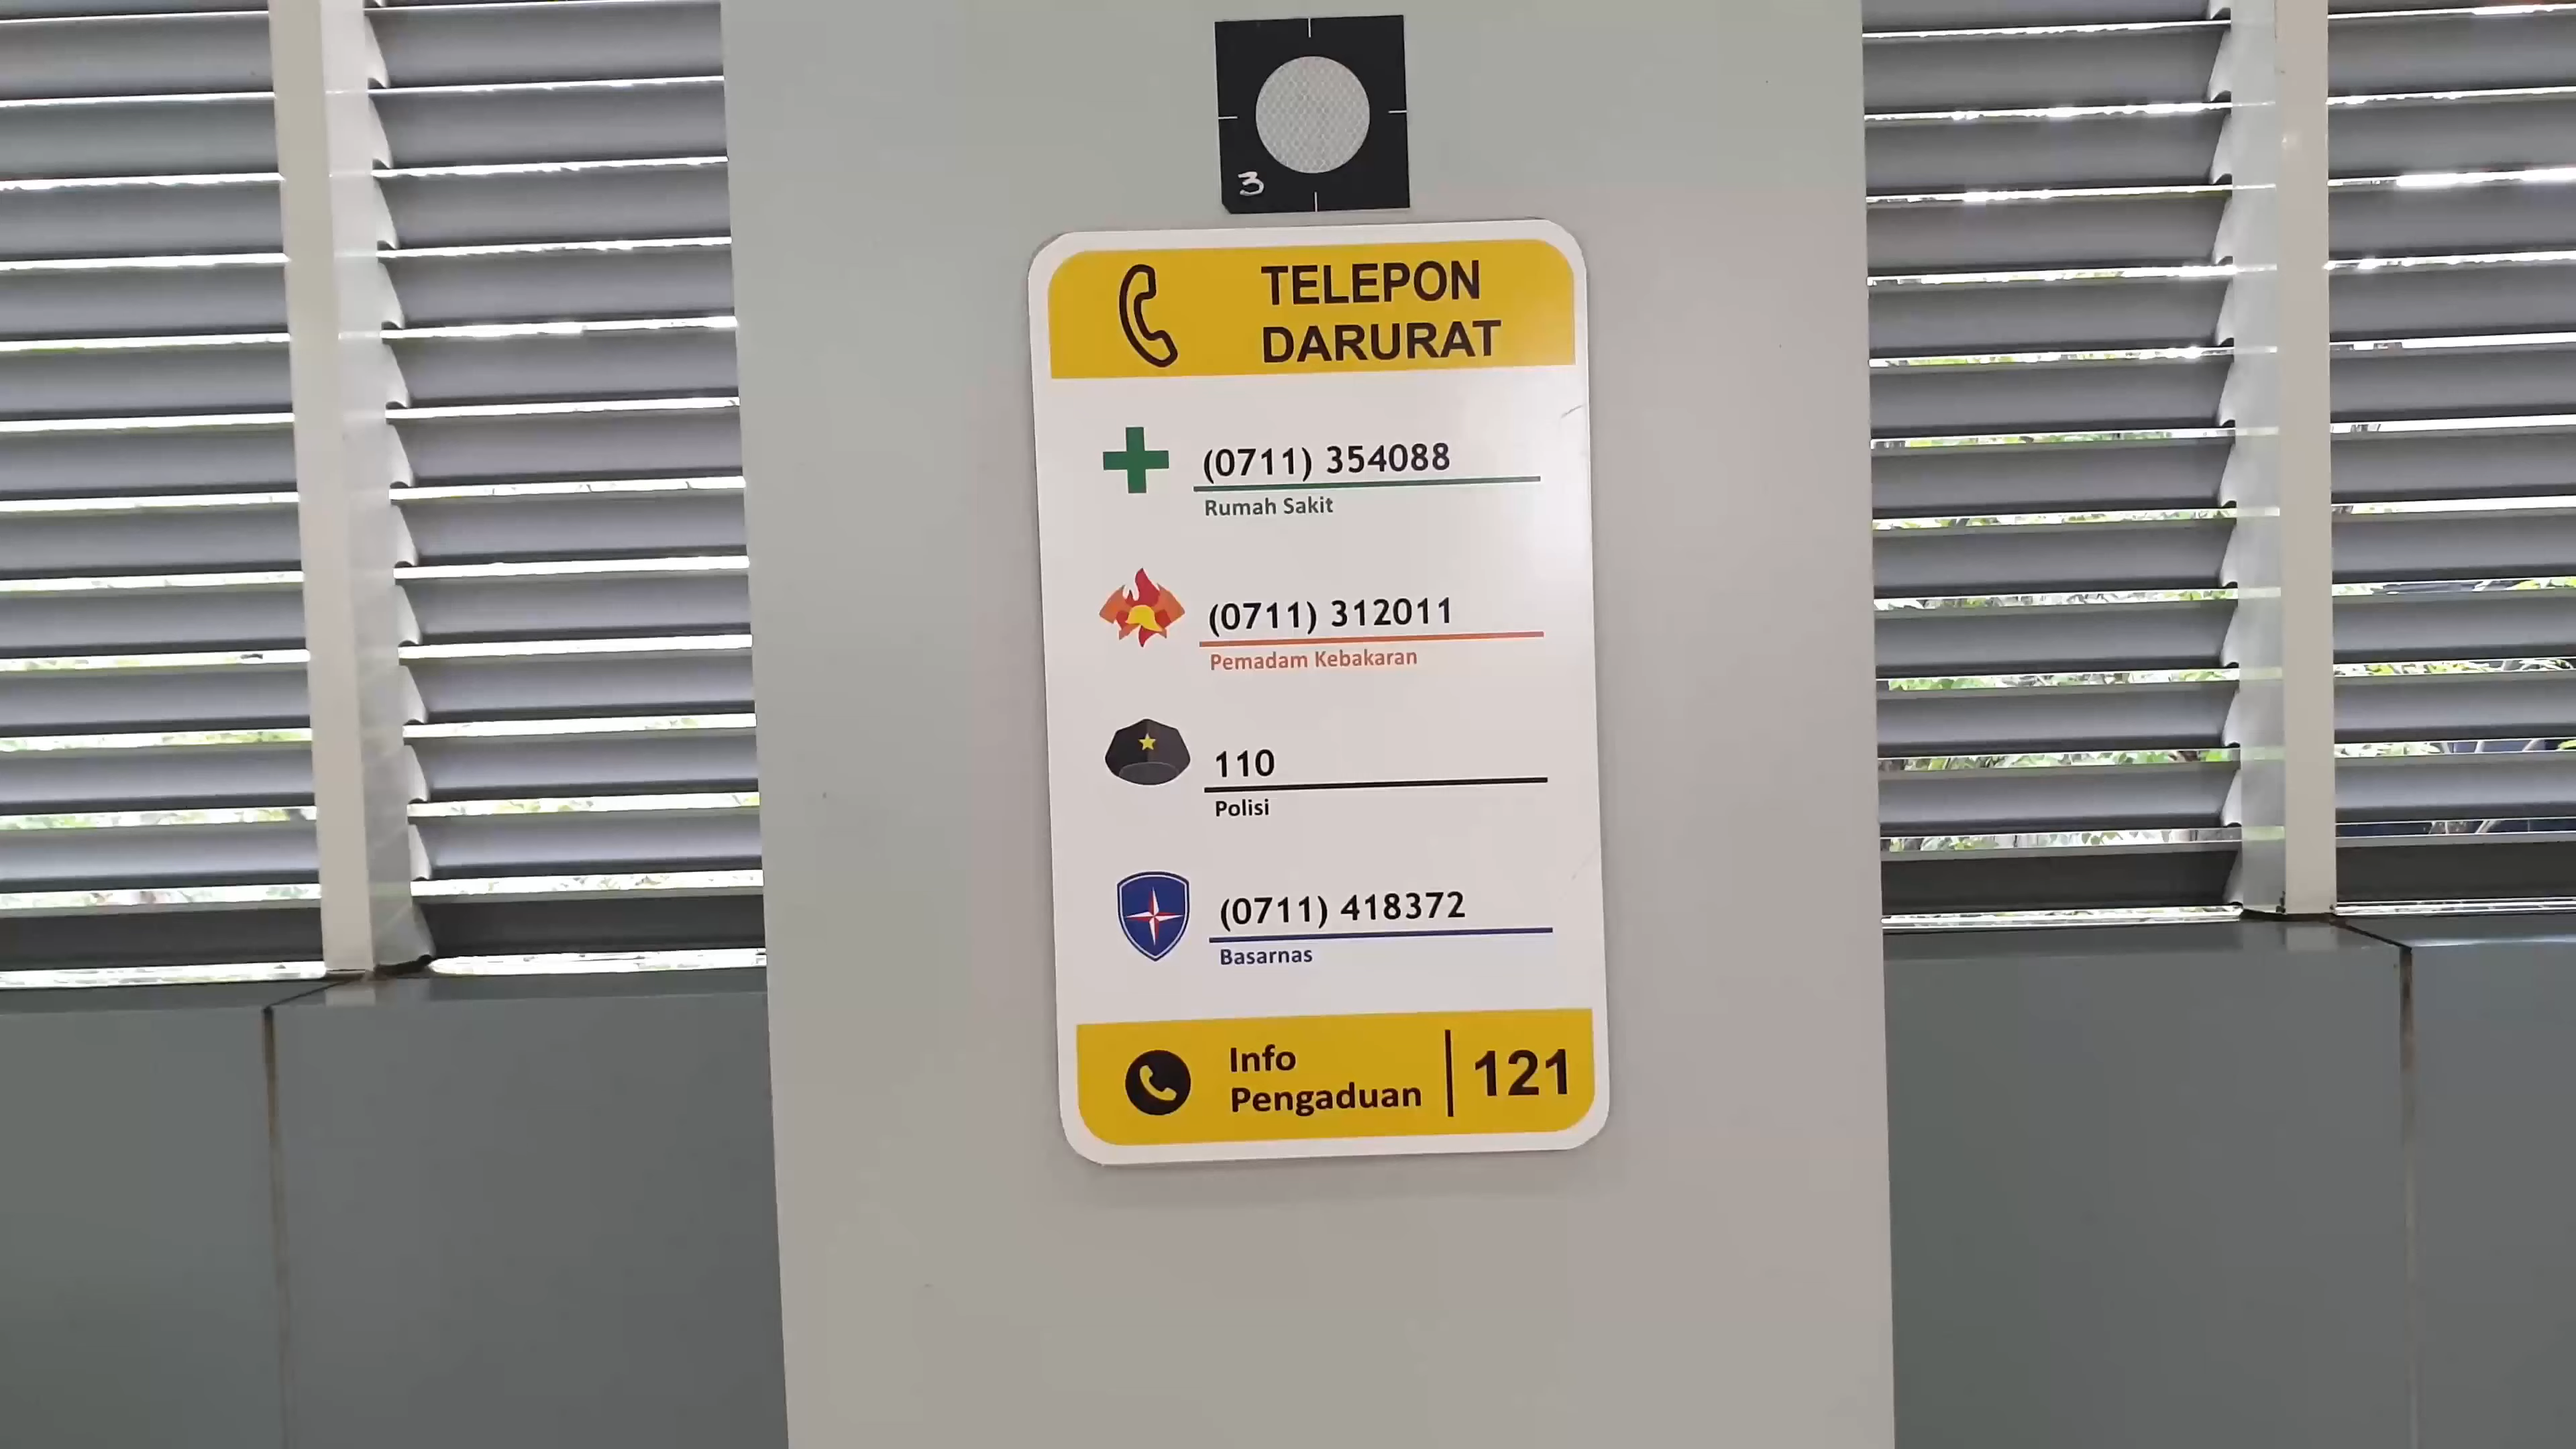 3
TELEPON
DARURAT
(0711) 354088
Rumah Sakit
(0711) 312011
Pemadam Kebakaran
110
Polisi
(0711) 418372
Basarnas
Info
Pengaduan
121